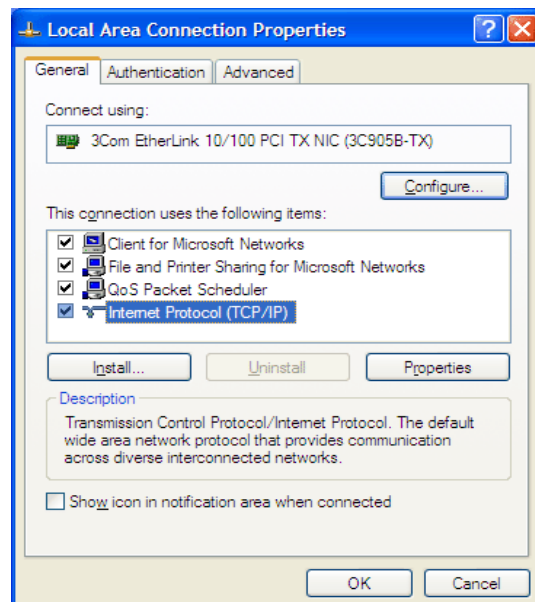 Local Area Connection Properties
General Authentication Advanced
Connect using:
3Com EtherLink 10/100 PCI TX NIC (3C905B-TX)
Configure...
This connection uses the following items:
Client for Microsoft Networks
File and Printer Sharing for Microsoft Networks
QoS Packet Scheduler
Internet Protocol (TCP/IP)
Install... Uninstall Properties
Description
Transmission Control Protocol/Internet Protocol. The default
wide area network protocol that provides communication
across diverse interconnected networks.
Show icon in notification area when connected
OK Cancel